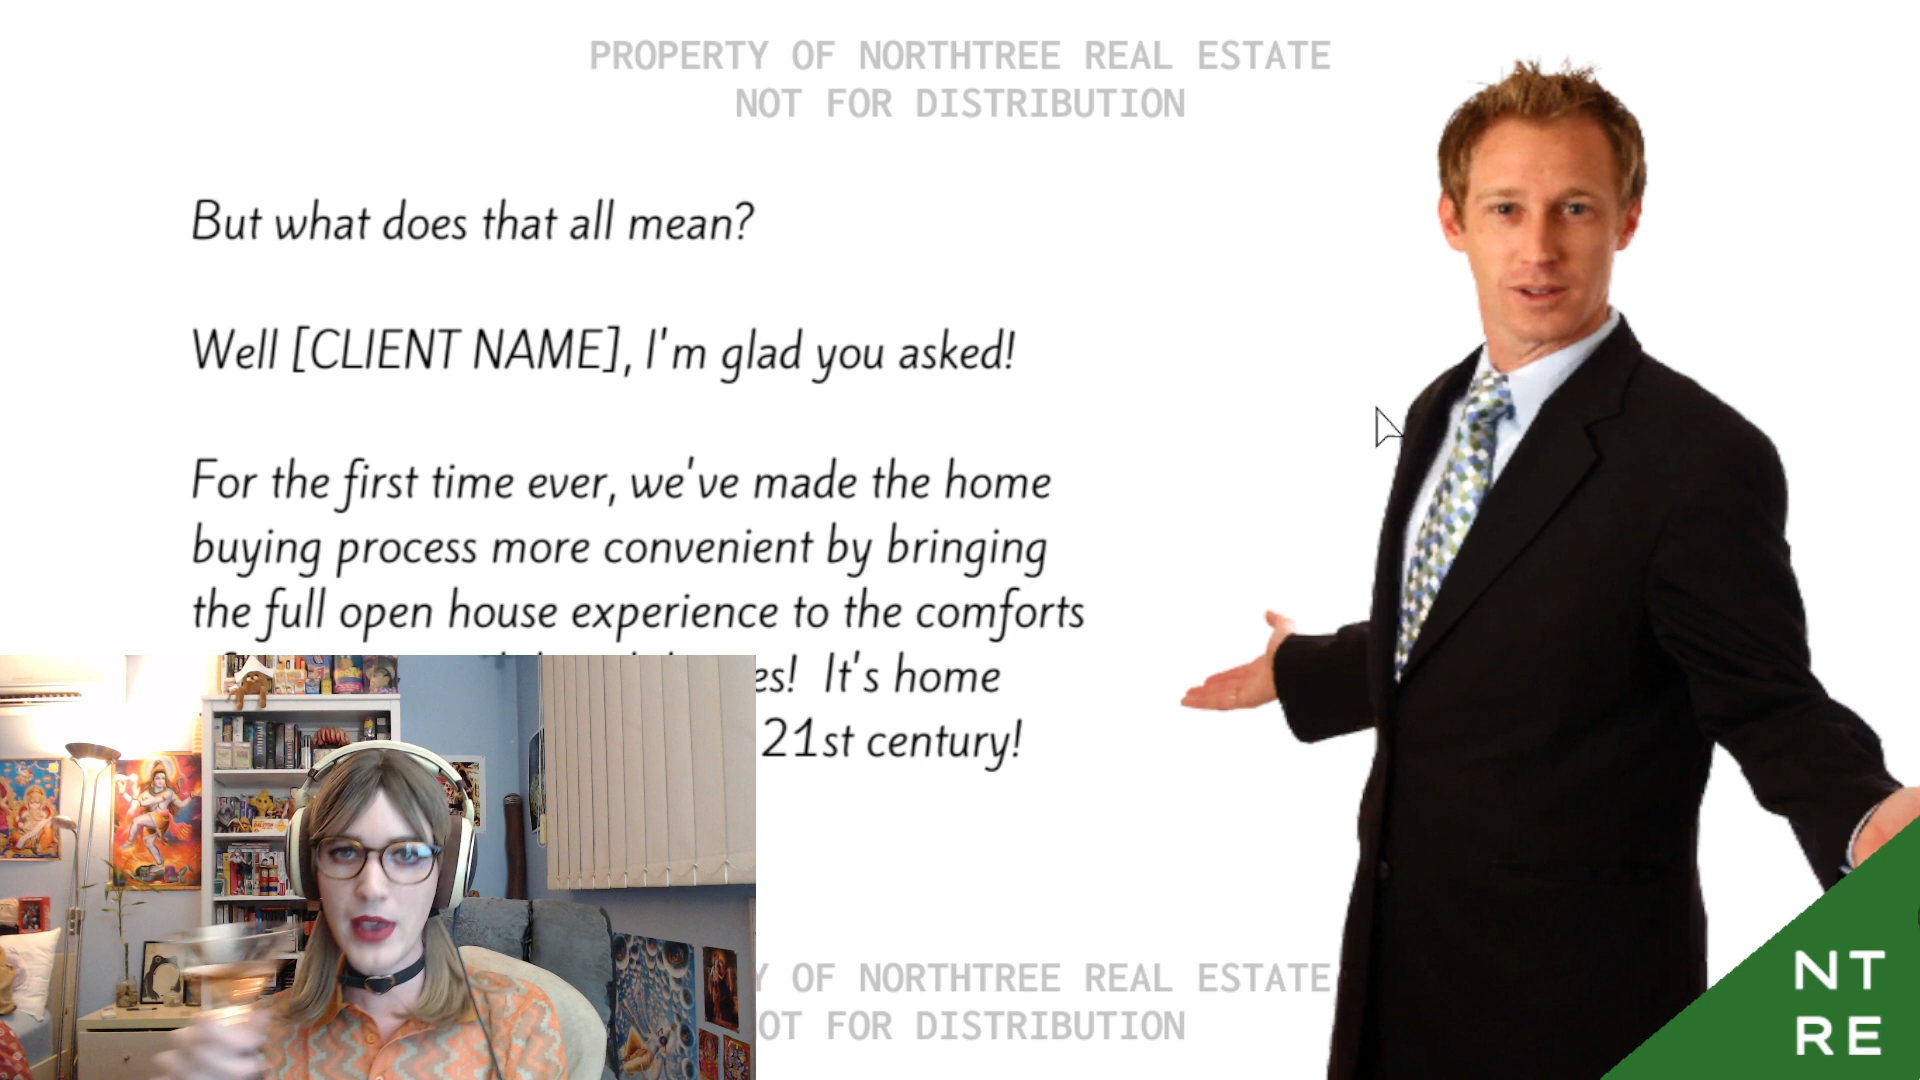 PROPERTY OF NORTHTREE REAL ESTATE
NOT FOR DISTRIBUTION
But what does that all mean?
Well [CLIENT NAME], I'm glad you asked!
For the first time ever, we've made the home
buying process more convenient by bringing
the full open house experience to the comforts
es!  It's home
21st century!
Y OF NORTHTREE REAL ESTATE
OT FOR DISTRIBUTION
NT
RE